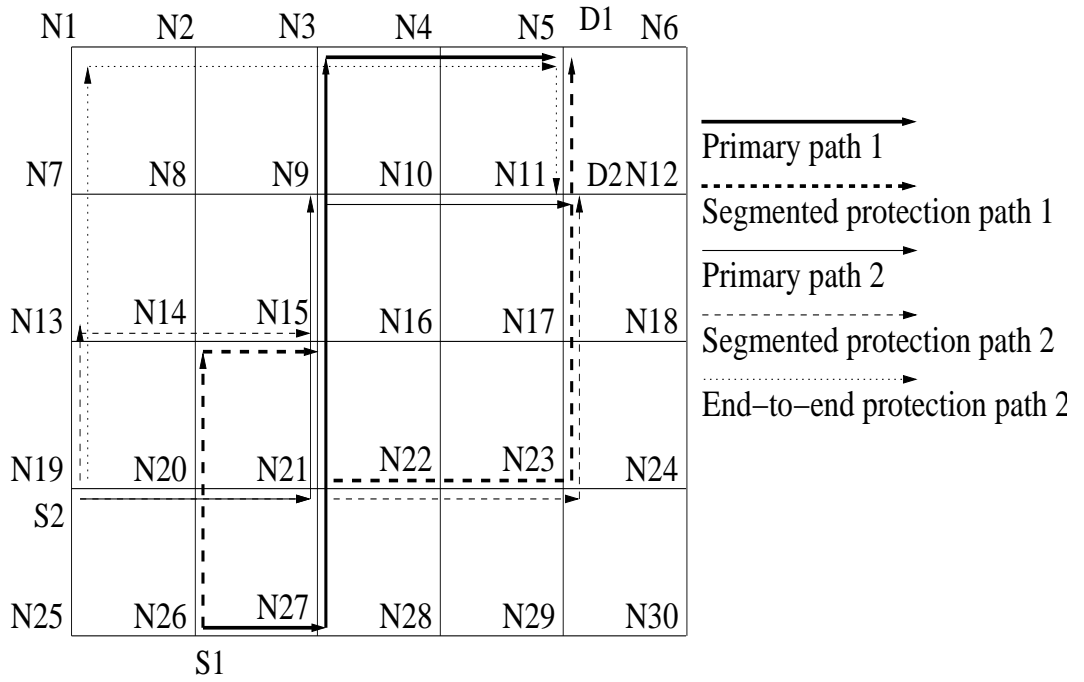 N1 N2 N3 N4 N5 D1 N6
N7 N8 N9 N10 N11 D2 N12
N13 N14 N15 N16 N17 N18
N19 N20 N21 N22 N23 N24
S2
N25 N26 N27 N28 N29 N30
S1
Primary path 1
Segmented protection path 1
Primary path 2
Segmented protection path 2
End−to−end protection path 2